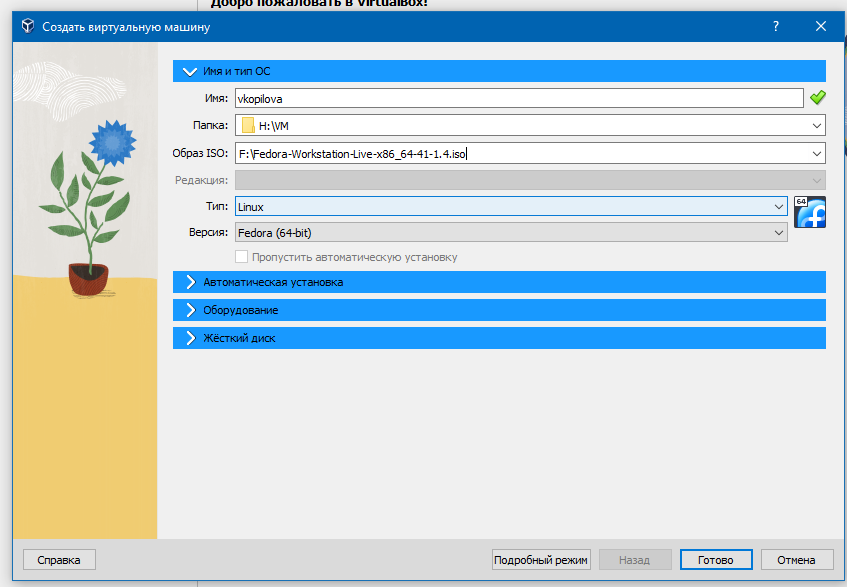 Добро пожаловать в VirtualBox!
Создать виртуальную машину
?
Имя и тип ОС
Имя: vkopilova
Папка: H:\VM
Образ ISO: F:\Fedora-Workstation-Live-x86_64-41-1.4.iso
Редакция:
Тип: Linux
64
Версия: Fedora (64-bit)
Пропустить автоматическую установку
Автоматическая установка
Оборудование
Жёсткий диск
Справка Подробный режим Назад Готово Отмена